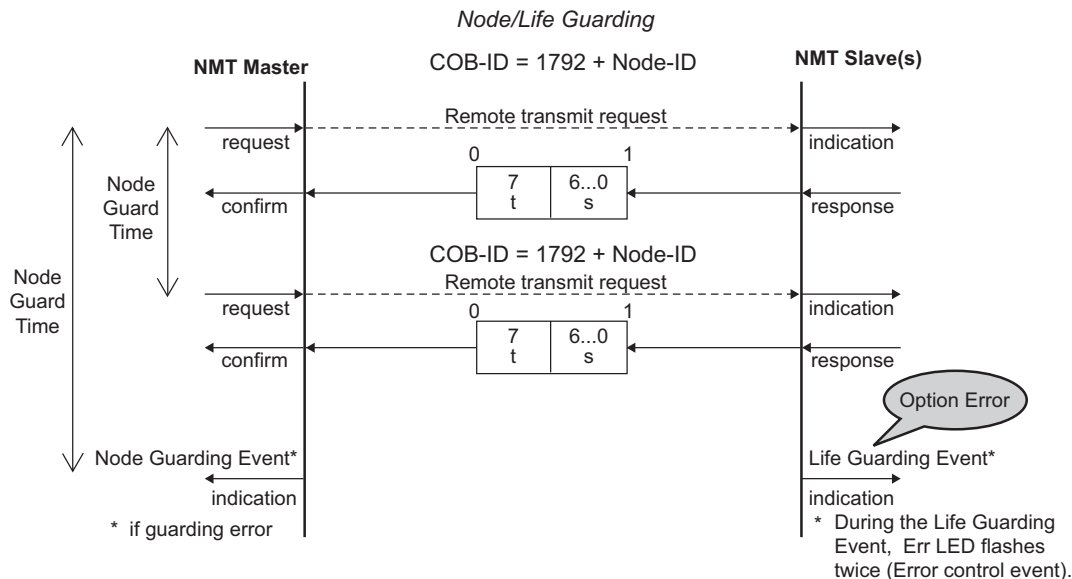 Node/Life Guarding
COB-ID = 1792 + Node-ID
NMT Master
NMT Slave(s)
Remote transmit request
request
indication
0 1
7 6...0
t s
confirm
response
Node
Guard
Time
COB-ID = 1792 + Node-ID
Remote transmit request
Node
Guard
Time
request
indication
0 1
7 6...0
t s
confirm
response
Option Error
Node Guarding Event*
Life Guarding Event*
indication
indication
* if guarding error
* During the Life Guarding
Event, Err LED flashes
twice (Error control event).